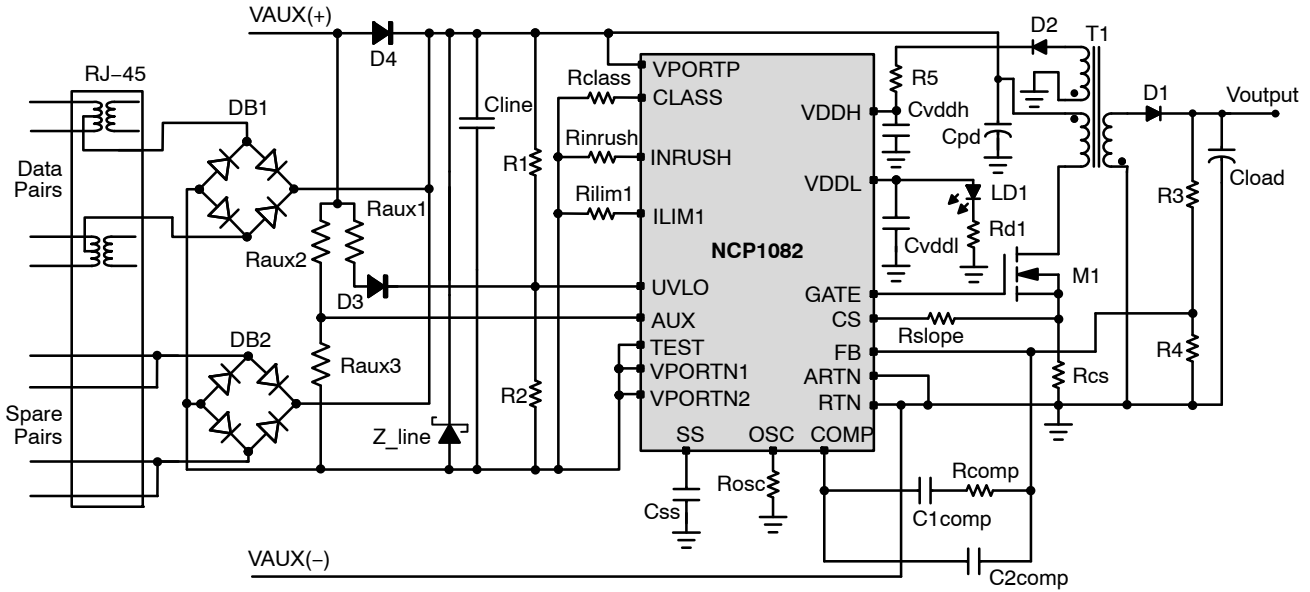 VAUX(+)
D4
RJ–45
DB1
Data
Pairs
Raux1
Raux2
D3
DB2
Raux3
Spare
Pairs
Z_line
Cline
R1
R2
Rclass
Rinrush
Rilim1
VPORTP
CLASS
INRUSH
ILIM1
NCP1082
UVLO
AUX
TEST
VPORTN1
VPORTN2
SS
OSC
COMP
VDDH
VDDL
GATE
CS
FB
ARTN
RTN
R5
Cvddh
D2
T1
Cpd
D1
Voutput
Cload
R3
LD1
Rd1
Cvddl
M1
Rslope
Rcs
R4
Css
Rosc
Rcomp
C1comp
C2comp
VAUX(–)